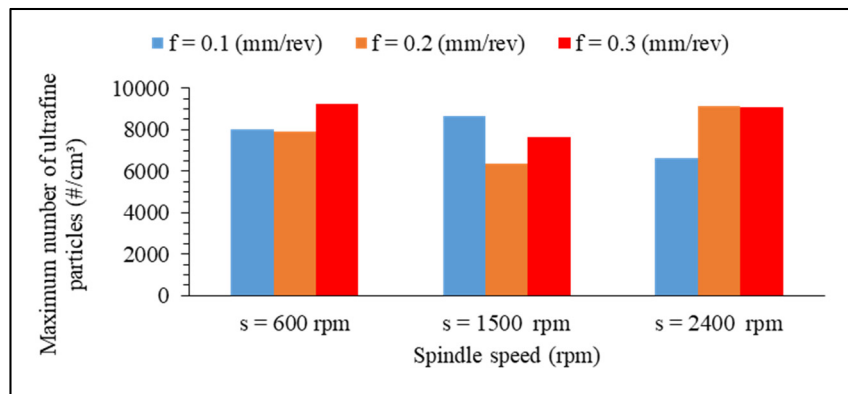 f = 0.1 (mm/rev) f = 0.2 (mm/rev) f = 0.3 (mm/rev)
Maximum number of ultrafine
particles (#/cm³)
10000
8000
6000
4000
2000
0
s = 600 rpm s = 1500 rpm s = 2400 rpm
Spindle speed (rpm)